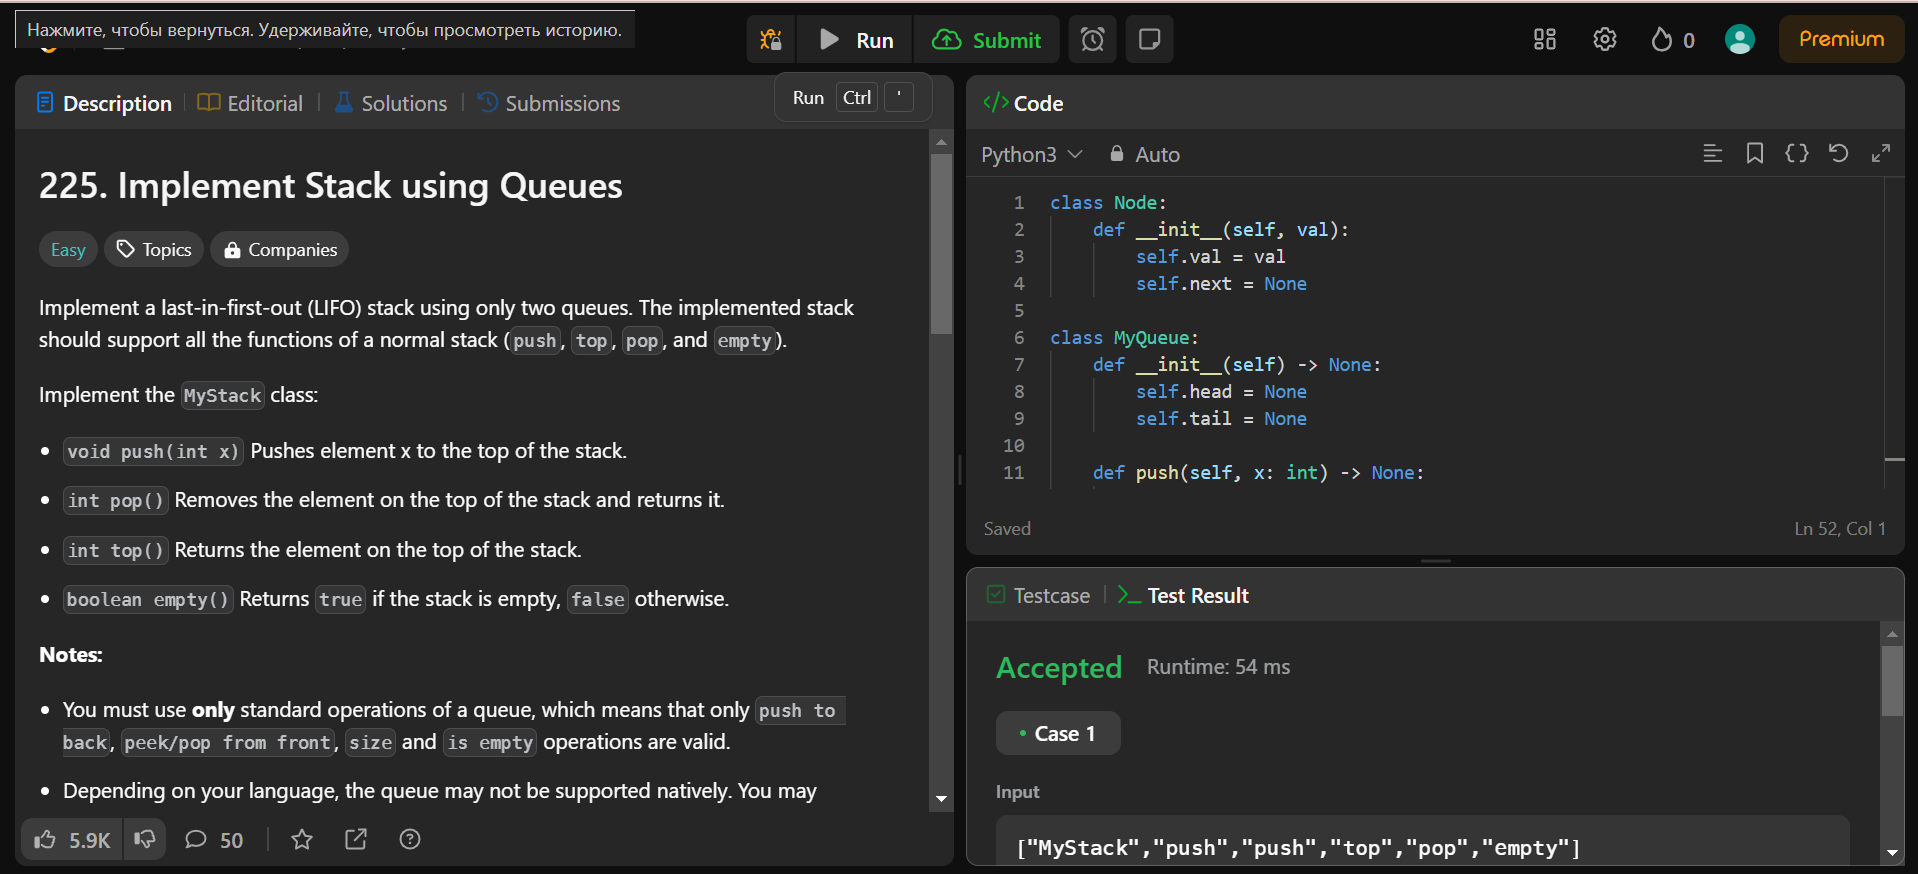 Нажмите, чтобы вернуться. Удерживайте, чтобы просмотреть историю.
Run
Submit
0
Premium
Description
Editorial
Solutions
Submissions
Run Ctrl '
225. Implement Stack using Queues
Easy
Topics
Companies
Implement a last-in-first-out (LIFO) stack using only two queues. The implemented stack
should support all the functions of a normal stack (push, top, pop, and empty).
Implement the MyStack class:
• void push(int x) Pushes element x to the top of the stack.
• int pop() Removes the element on the top of the stack and returns it.
• int top() Returns the element on the top of the stack.
• boolean empty() Returns true if the stack is empty, false otherwise.
Notes:
• You must use only standard operations of a queue, which means that only push to
back, peek/pop from front, size and is empty operations are valid.
• Depending on your language, the queue may not be supported natively. You may
5.9K
50
</> Code
Python3
Auto
1 class Node:
2 def __init__(self, val):
3 self.val = val
4 self.next = None
5
6 class MyQueue:
7 def __init__(self) -> None:
8 self.head = None
9 self.tail = None
10
11 def push(self, x: int) -> None:
Saved
Ln 52, Col 1
Testcase
Test Result
Accepted
Runtime: 54 ms
• Case 1
Input
["MyStack","push","push","top","pop","empty"]